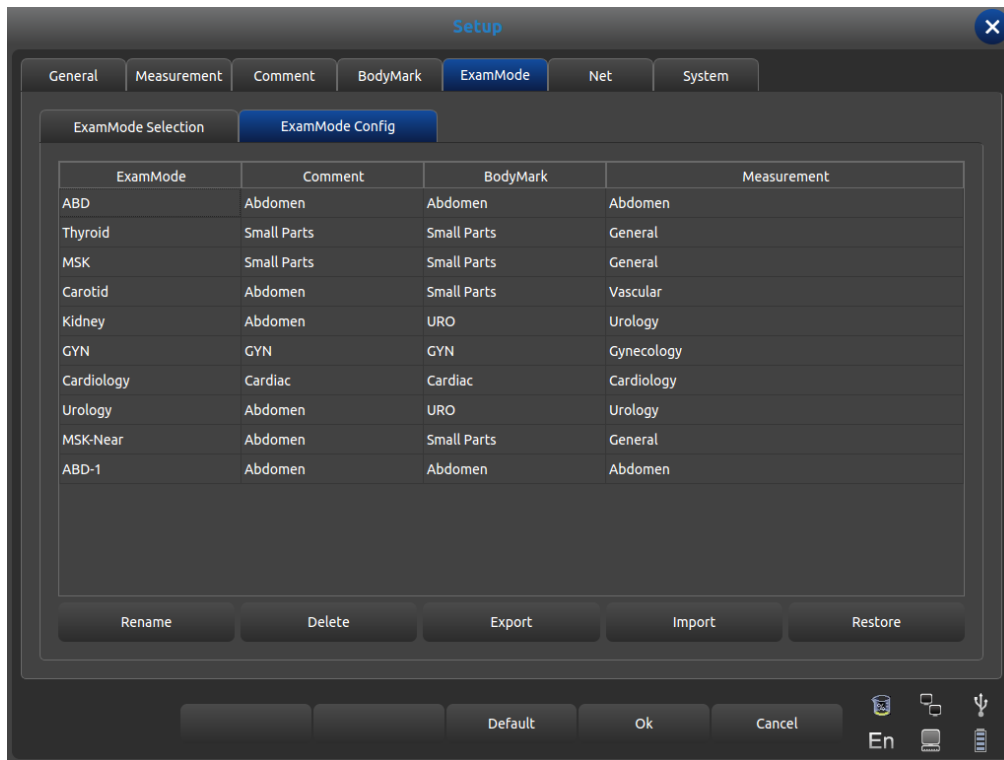 Setup
General Measurement Comment BodyMark ExamMode Net System
ExamMode Selection ExamMode Config
ExamMode Comment BodyMark Measurement
ABD Abdomen Abdomen Abdomen
Thyroid Small Parts Small Parts General
MSK Small Parts Small Parts General
Carotid Abdomen Small Parts Vascular
Kidney Abdomen URO Urology
GYN GYN GYN Gynecology
Cardiology Cardiac Cardiac Cardiology
Urology Abdomen URO Urology
MSK-Near Abdomen Small Parts General
ABD-1 Abdomen Abdomen Abdomen
Rename Delete Export Import Restore
Default Ok Cancel
En